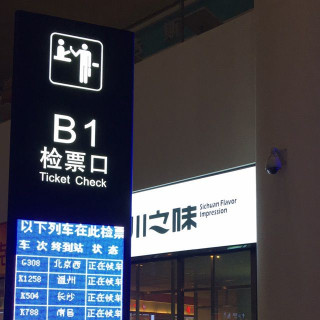 B1
检票口
Ticket Check
以下列车在此检票
车 次 终到站 状 态
G308 北京西 正在候车
K1258 温州 正在候车
K504 长沙 正在候车
K788 南昌 正在候车
川之味
Sichuan Flavor
Impression